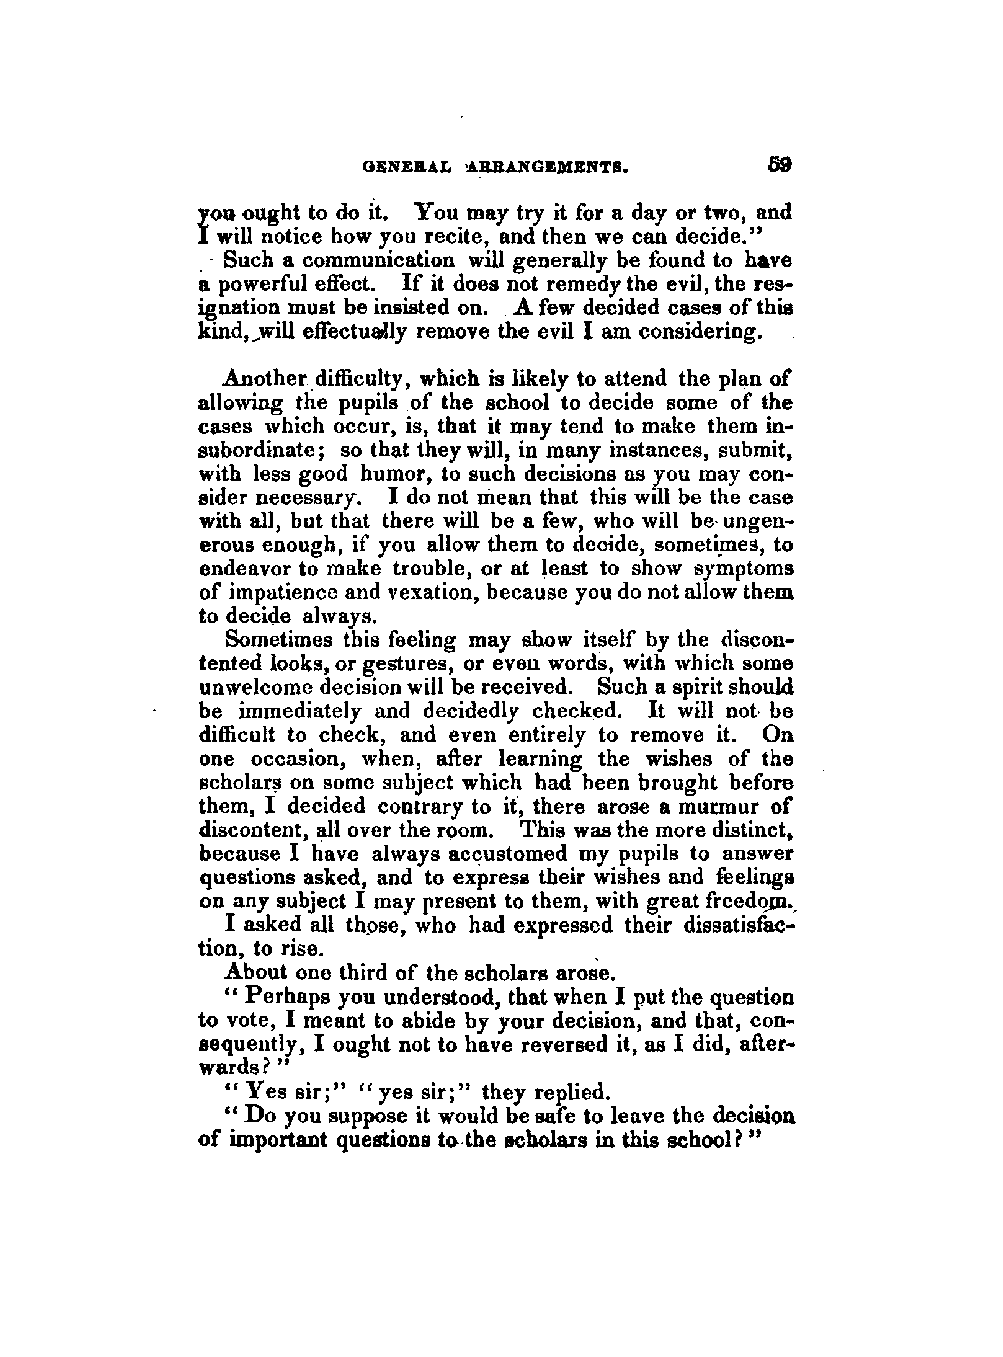 GENERAL ARRANGEMENTS. 59
you ought to do it. You may try it for a day or two, and
I will notice how you recite, and then we can decide."
Such a communication will generally be found to have
a powerful effect. If it does not remedy the evil, the res-
ignation must be insisted on. A few decided cases of this
kind, will effectually remove the evil I am considering.
Another difficulty, which is likely to attend the plan of
allowing the pupils of the school to decide some of the
cases which occur, is, that it may tend to make them in-
subordinate; so that they will, in many instances, submit,
with less good humor, to such decisions as you may con-
sider necessary. I do not mean that this will be the case
with all, but that there will be a few, who will be ungen-
erous enough, if you allow them to decide, sometimes, to
endeavor to make trouble, or at least to show symptoms
of impatience and vexation, because you do not allow them
to decide always.
Sometimes this feeling may show itself by the discon-
tented looks, or gestures, or even words, with which some
unwelcome decision will be received. Such a spirit should
be immediately and decidedly checked. It will not be
difficult to check, and even entirely to remove it. On
one occasion, when, after learning the wishes of the
scholars on some subject which had been brought before
them, I decided contrary to it, there arose a murmur of
discontent, all over the room. This was the more distinct,
because I have always accustomed my pupils to answer
questions asked, and to express their wishes and feelings
on any subject I may present to them, with great freedom.
I asked all those, who had expressed their dissatisfac-
tion, to rise.
About one third of the scholars arose.
"Perhaps you understood, that when I put the question
to vote, I meant to abide by your decision, and that, con-
sequently, I ought not to have reversed it, as I did, after-
wards?"
"Yes sir;" "yes sir;" they replied.
"Do you suppose it would be safe to leave the decision
of important questions to the scholars in this school?"